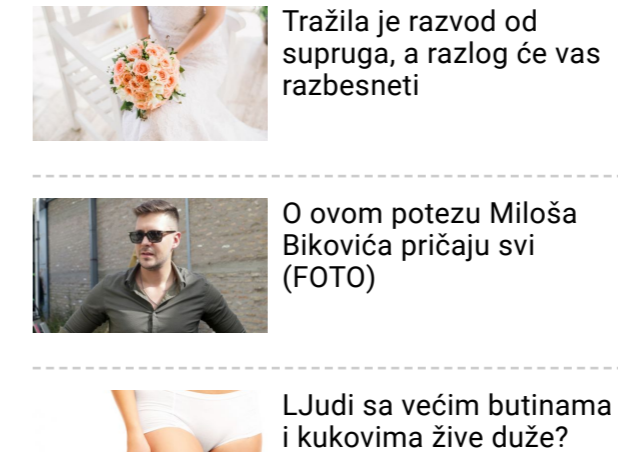 Tražila je razvod od
supruga, a razlog će vas
razbesneti
O ovom potezu Miloša
Bikovića pričaju svi
(FOTO)
LJudi sa većim butinama
i kukovima žive duže?